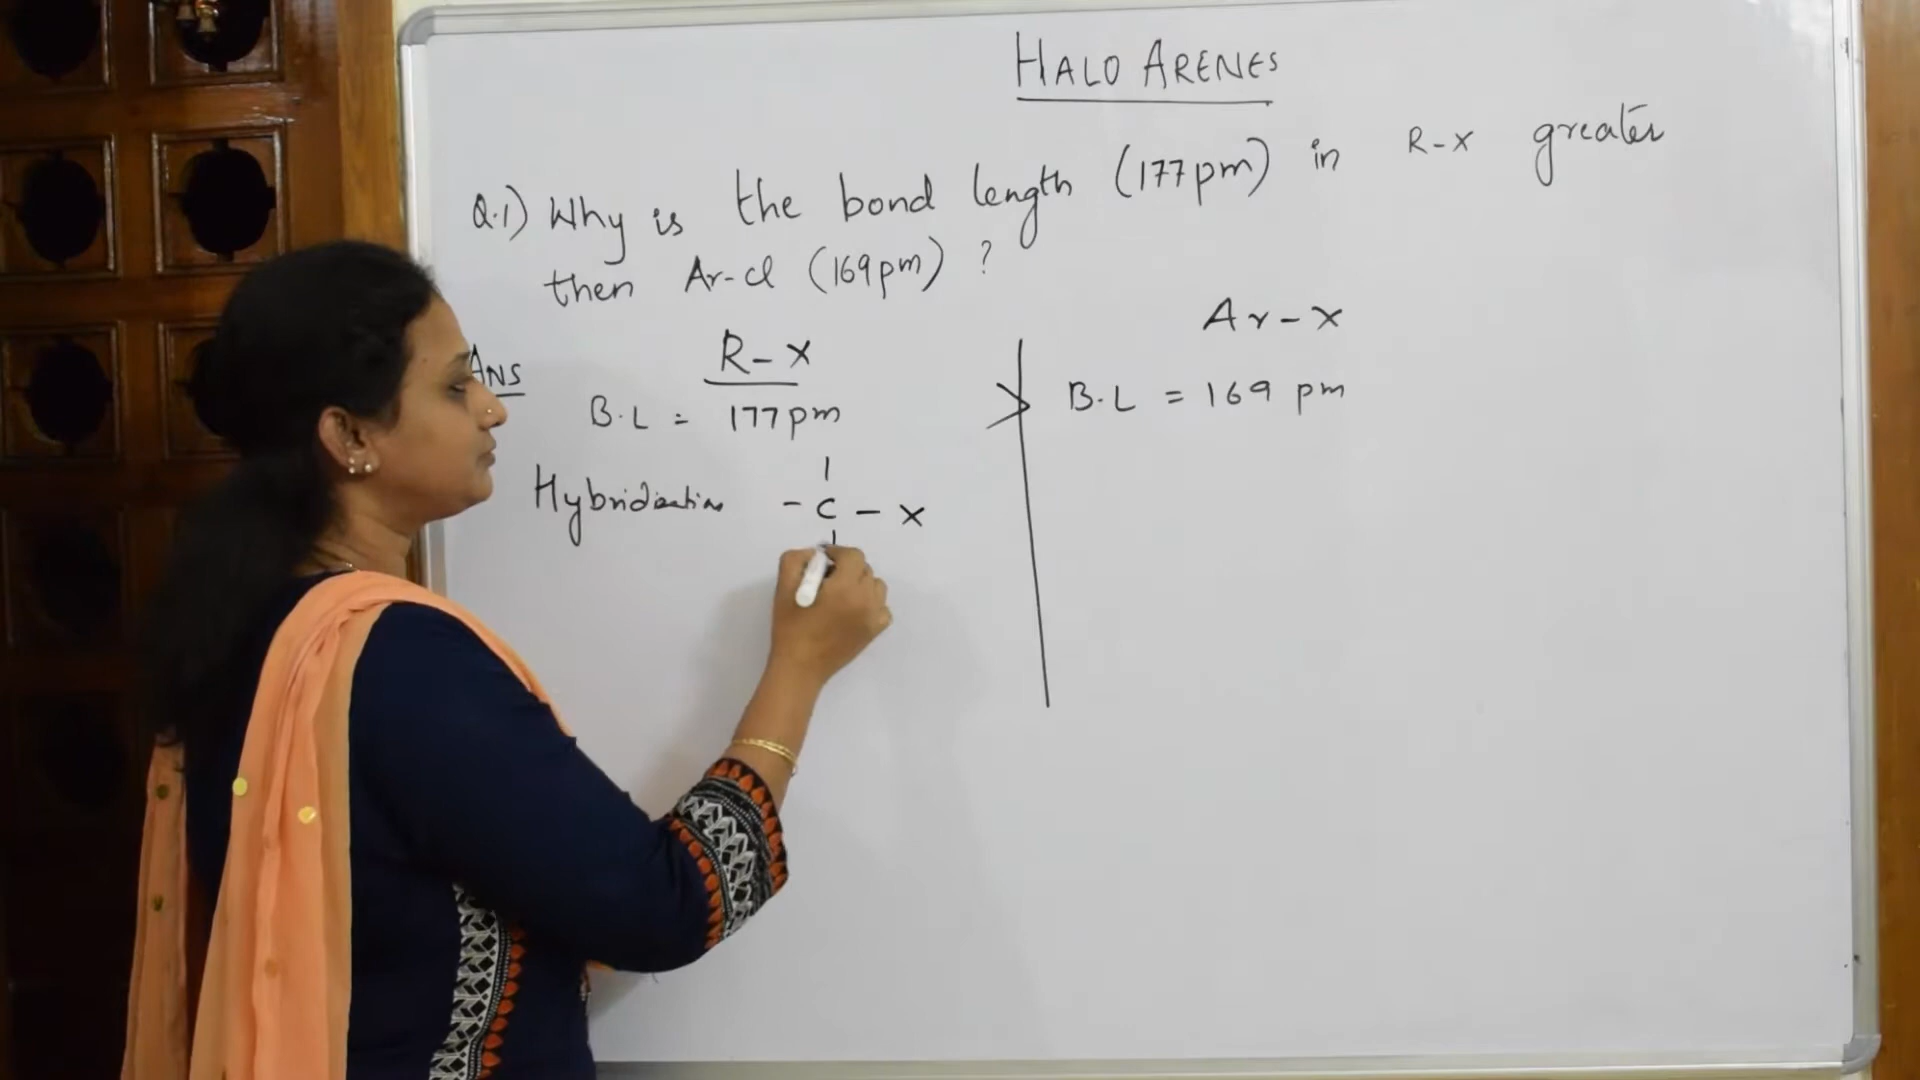 HALO ARENES
Q.1) Why is the bond length (177pm) in R-X greater
then Ar-Cl (169pm) ?
Ans
R-X
Ar-X
B.L = 177pm
> B.L = 169 pm
Hybridization -C-X